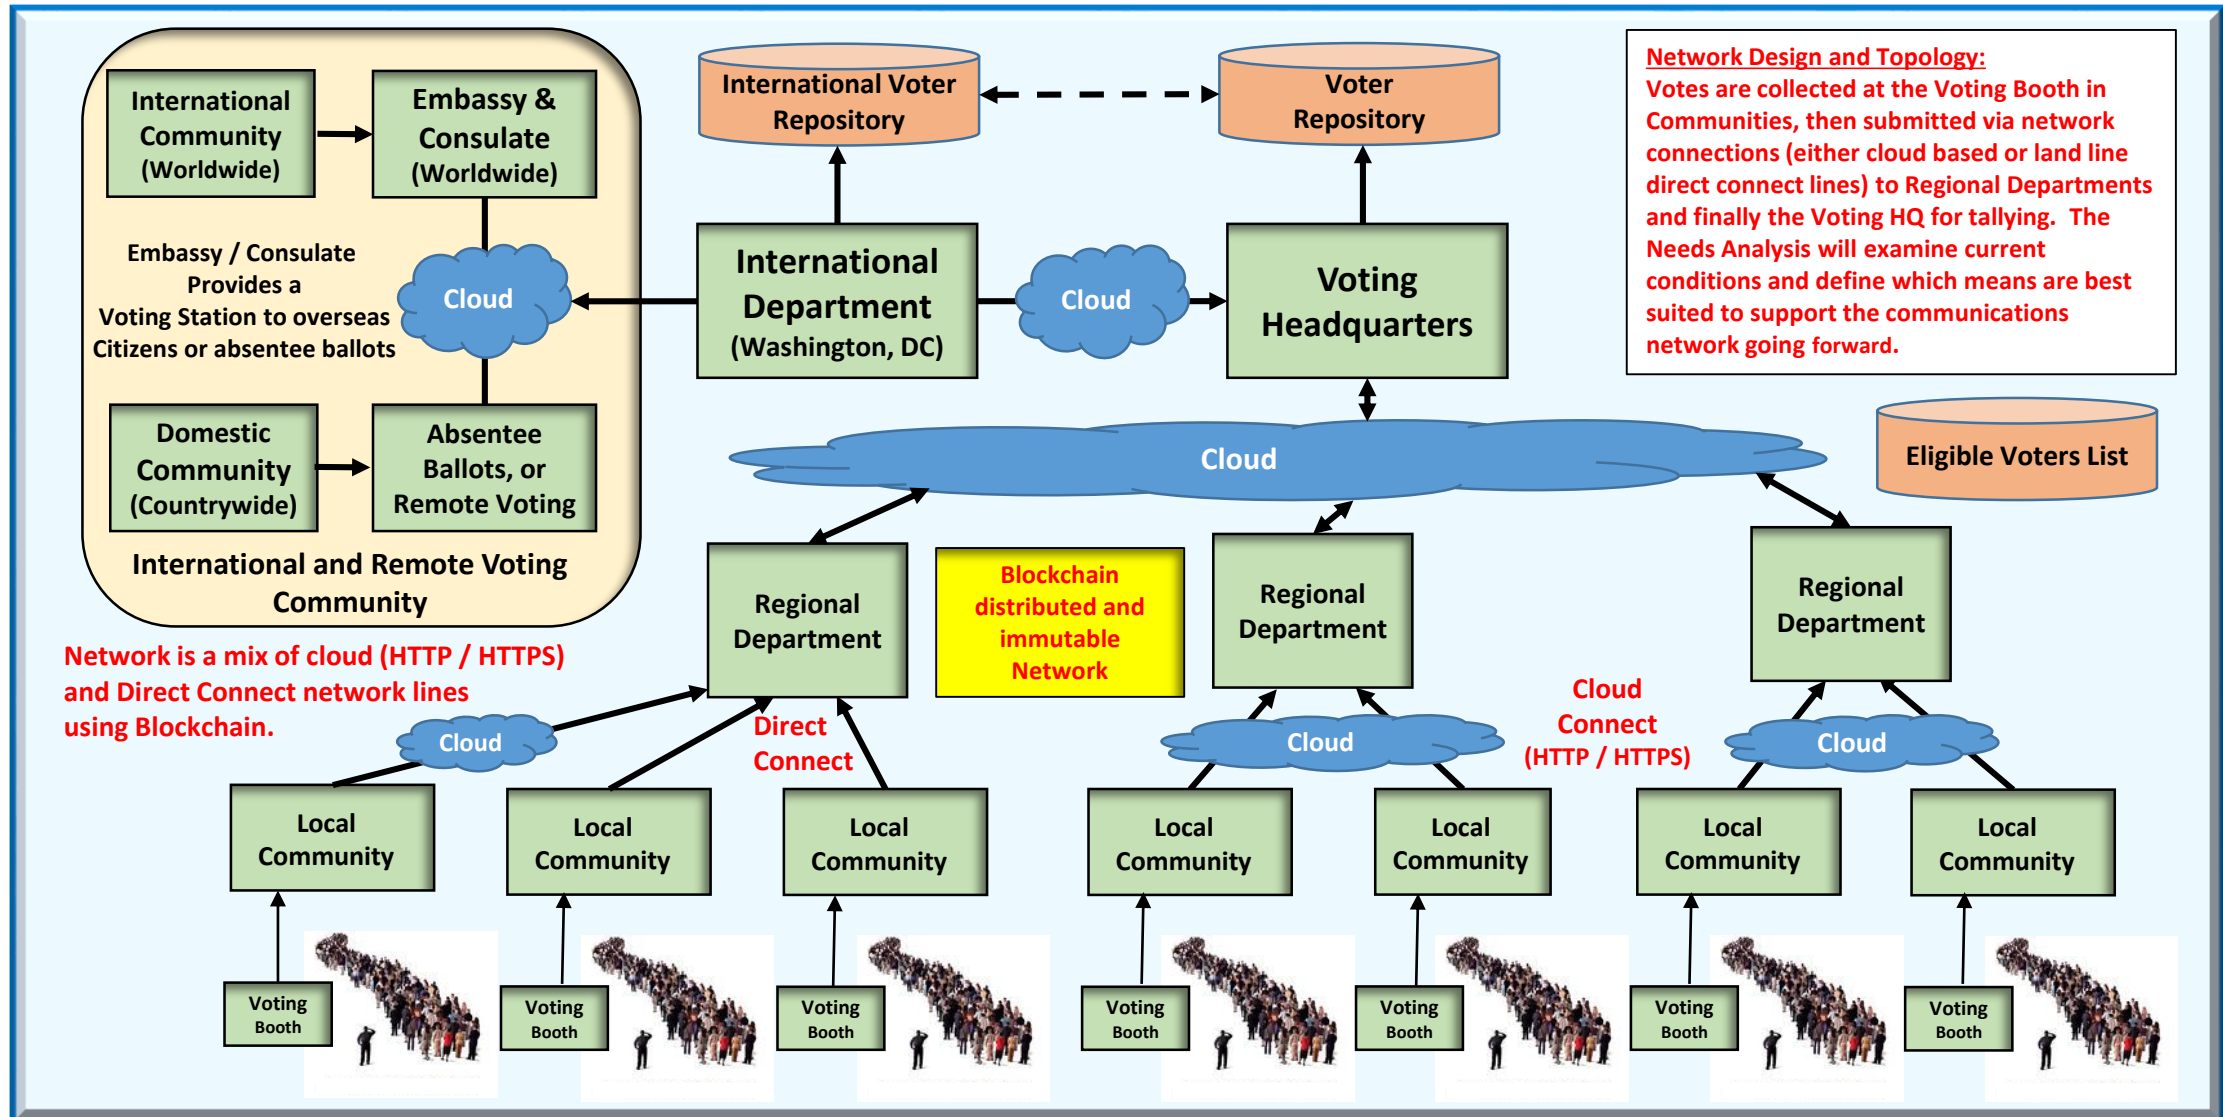 International
Community
(Worldwide)
Embassy &
Consulate
(Worldwide)
Embassy / Consulate
Provides a
Voting Station to overseas
Citizens or absentee ballots
Cloud
Domestic
Community
(Countrywide)
Absentee
Ballots, or
Remote Voting
International and Remote Voting
Community
International Voter
Repository
Voter
Repository
International
Department
(Washington, DC)
Cloud
Voting
Headquarters
Network Design and Topology:
Votes are collected at the Voting Booth in
Communities, then submitted via network
connections (either cloud based or land line
direct connect lines) to Regional Departments
and finally the Voting HQ for tallying.  The
Needs Analysis will examine current
conditions and define which means are best
suited to support the communications
network going forward.
Eligible Voters List
Cloud
Regional
Department
Blockchain
distributed and
immutable
Network
Regional
Department
Regional
Department
Network is a mix of cloud (HTTP / HTTPS)
and Direct Connect network lines
using Blockchain.
Cloud
Direct
Connect
Cloud
Cloud
Connect
(HTTP / HTTPS)
Cloud
Local
Community
Local
Community
Local
Community
Local
Community
Local
Community
Local
Community
Local
Community
Voting
Booth
Voting
Booth
Voting
Booth
Voting
Booth
Voting
Booth
Voting
Booth
Voting
Booth